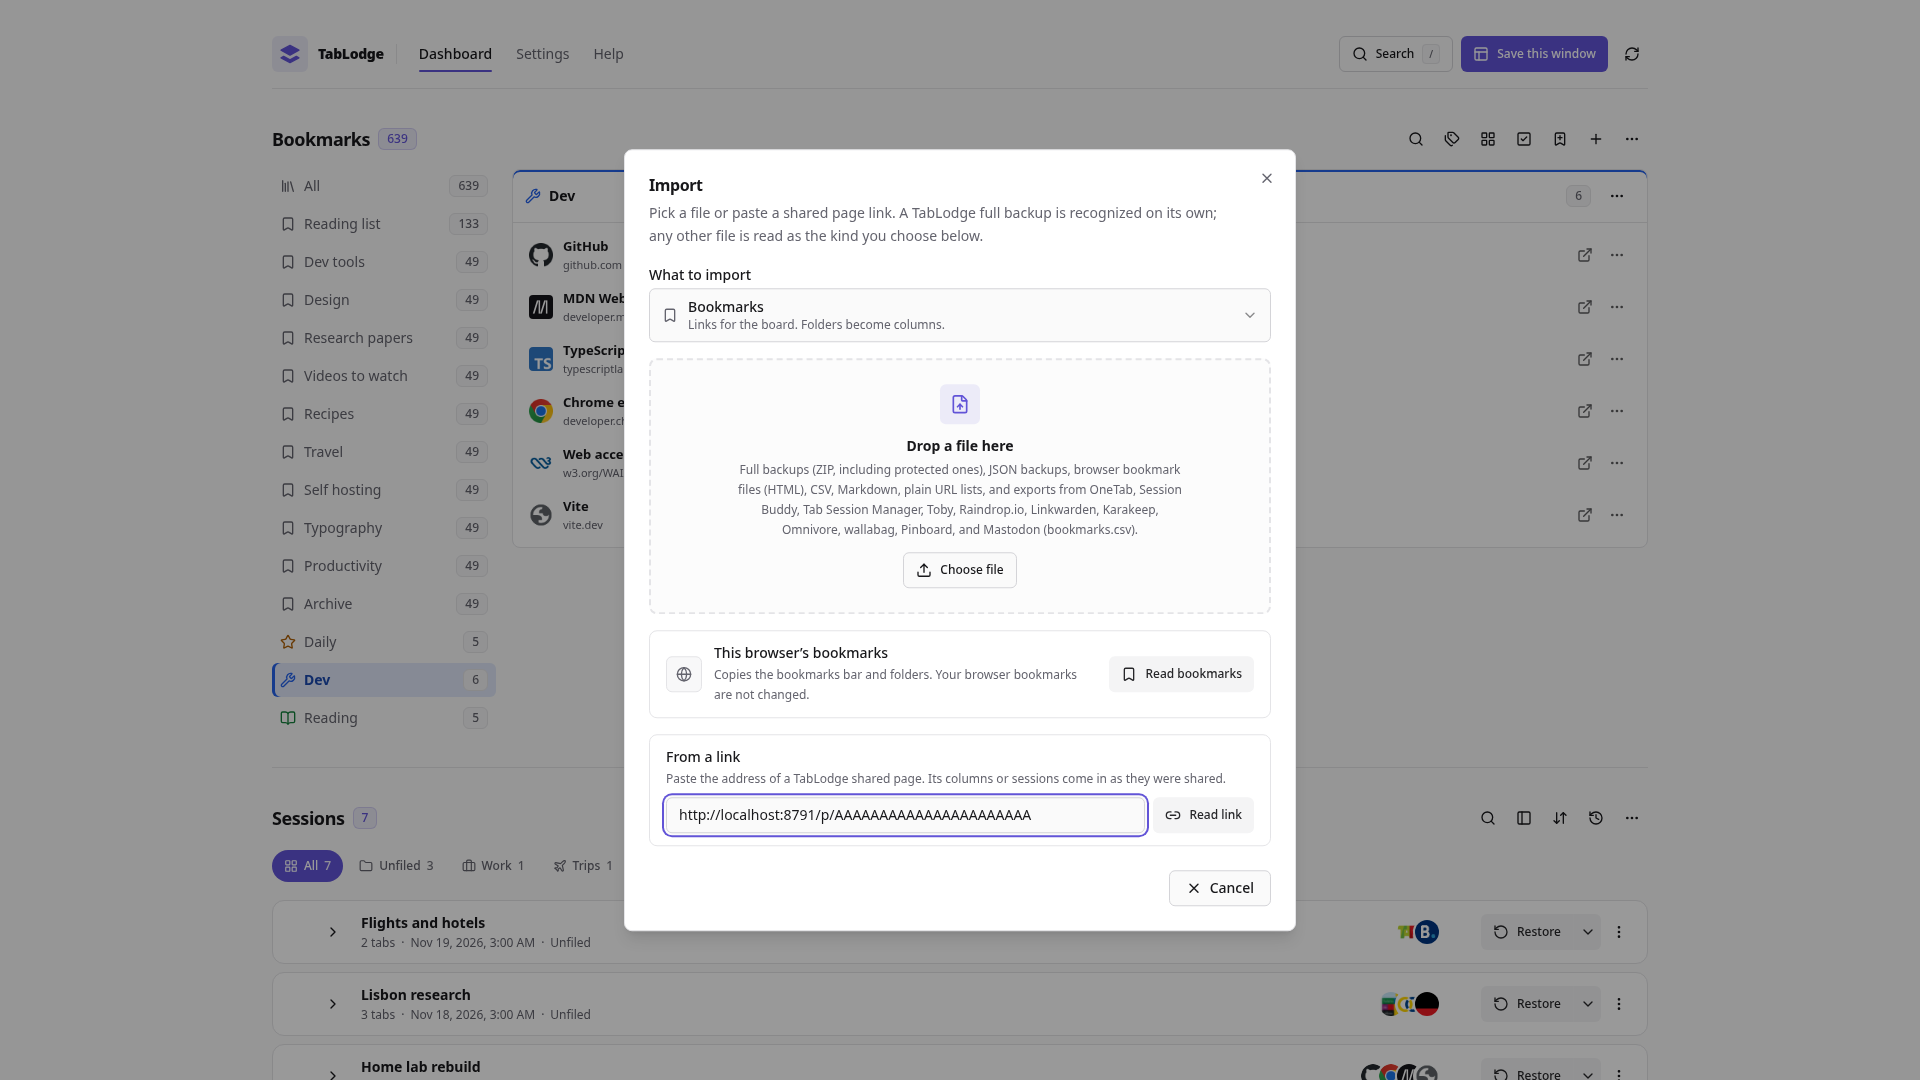 TabLodge
Dashboard
Settings
Help
Search /
Save this window
Bookmarks 639
All 639
Reading list 133
Dev tools 49
Design 49
Research papers 49
Videos to watch 49
Recipes 49
Travel 49
Self hosting 49
Typography 49
Productivity 49
Archive 49
Daily 5
Dev 6
Reading 5
Dev 6
GitHub
github.com
MDN Web
developer.m
TypeScrip
typescriptla
Chrome e
developer.ch
Web acce
w3.org/WAI
Vite
vite.dev
Import
Pick a file or paste a shared page link. A TabLodge full backup is recognized on its own;
any other file is read as the kind you choose below.
What to import
Bookmarks
Links for the board. Folders become columns.
Drop a file here
Full backups (ZIP, including protected ones), JSON backups, browser bookmark
files (HTML), CSV, Markdown, plain URL lists, and exports from OneTab, Session
Buddy, Tab Session Manager, Toby, Raindrop.io, Linkwarden, Karakeep,
Omnivore, wallabag, Pinboard, and Mastodon (bookmarks.csv).
Choose file
This browser’s bookmarks
Copies the bookmarks bar and folders. Your browser bookmarks
are not changed.
Read bookmarks
From a link
Paste the address of a TabLodge shared page. Its columns or sessions come in as they were shared.
http://localhost:8791/p/AAAAAAAAAAAAAAAAAAAAAA
Read link
Cancel
Sessions 7
All 7
Unfiled 3
Work 1
Trips 1
Flights and hotels
2 tabs · Nov 19, 2026, 3:00 AM · Unfiled
Restore
Lisbon research
3 tabs · Nov 18, 2026, 3:00 AM · Unfiled
Restore
Home lab rebuild
Restore